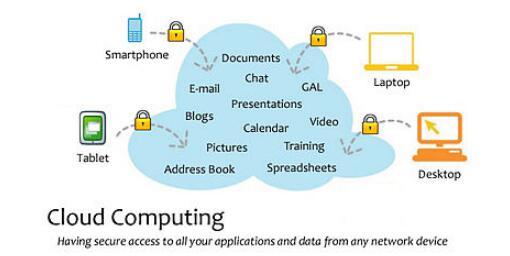 Smartphone
Documents
Chat
E-mail
GAL
Laptop
Presentations
Blogs
Video
Calendar
Tablet
Pictures
Training
Address Book
Spreadsheets
Desktop
Cloud Computing
Having secure access to all your applications and data from any network device